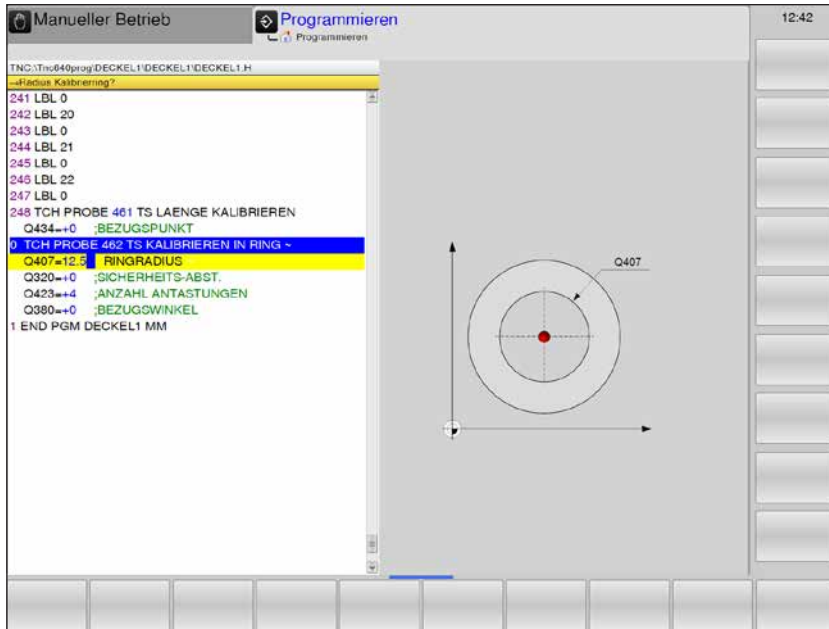 Manueller Betrieb
Programmieren
Programmieren
12:42
TNC:\Tnc640prog\DECKEL1\DECKEL1\DECKEL1.H
→Radius Kalibrierring?
241 LBL 0
242 LBL 20
243 LBL 0
244 LBL 21
245 LBL 0
246 LBL 22
247 LBL 0
248 TCH PROBE 461 TS LAENGE KALIBRIEREN
Q434=+0 ;BEZUGSPUNKT
0 TCH PROBE 462 TS KALIBRIEREN IN RING ~
Q407=12.5 RINGRADIUS
Q320=+0 ;SICHERHEITS-ABST.
Q423=+4 ;ANZAHL ANTASTUNGEN
Q380=+0 ;BEZUGSWINKEL
1 END PGM DECKEL1 MM
Q407